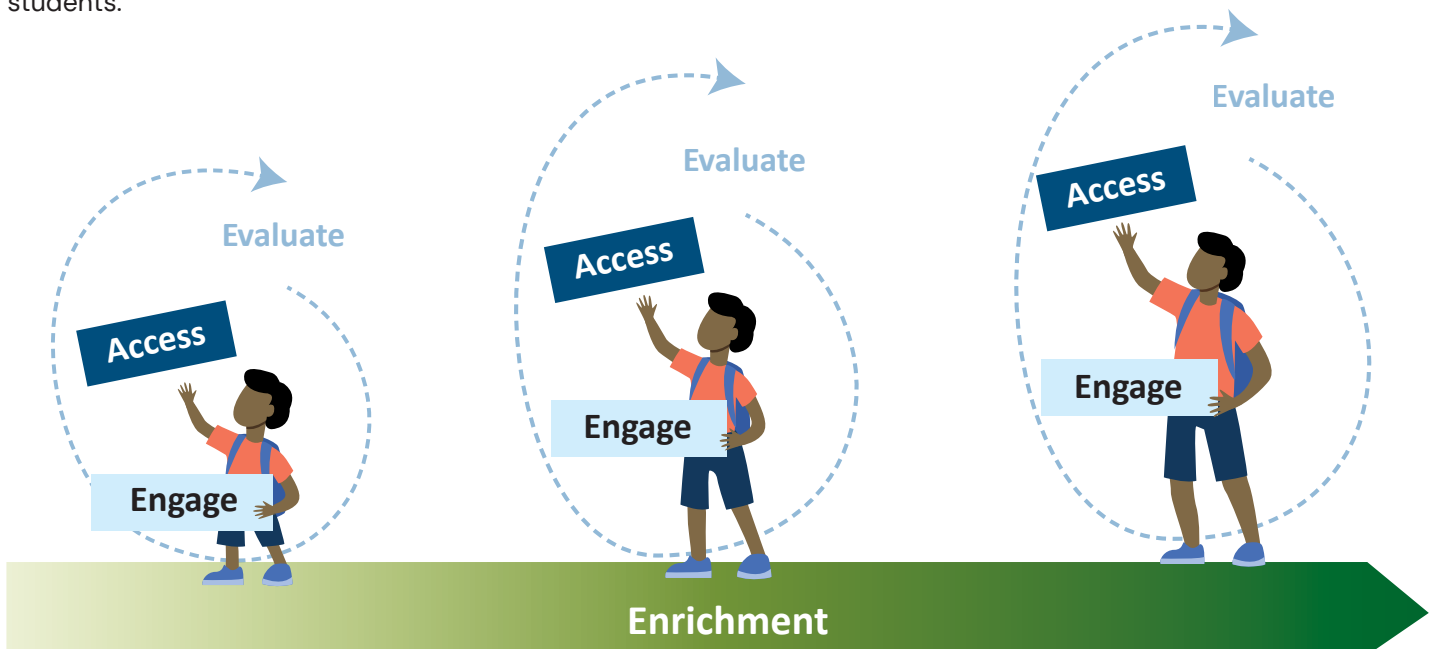 students.
Evaluate
Access
Engage
Evaluate
Access
Engage
Evaluate
Access
Engage
Enrichment